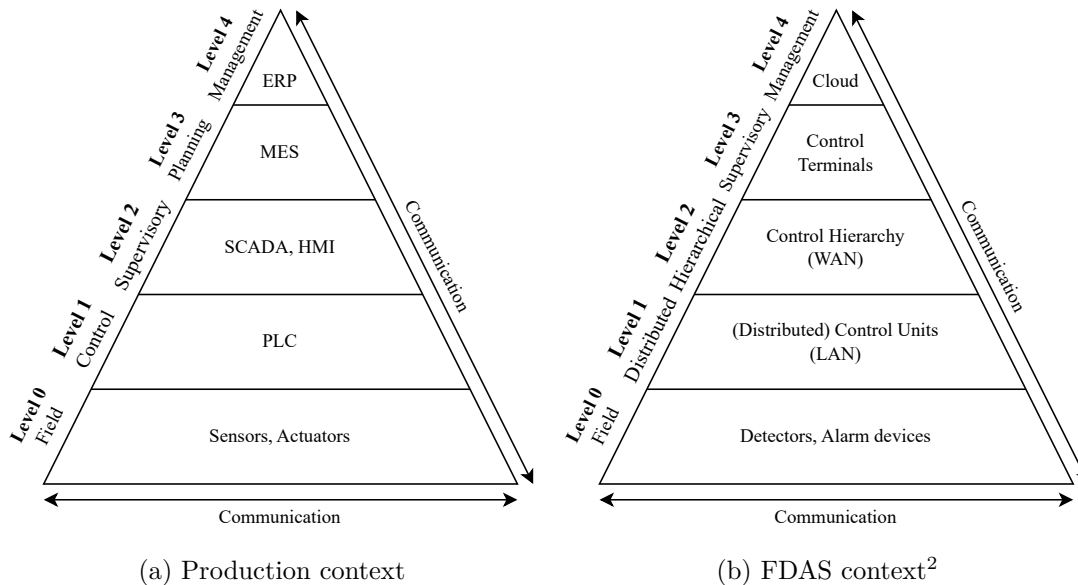 Level 4
Management
ERP
Level 3
Planning
MES
Level 2
Supervisory
SCADA, HMI
Level 1
Control
PLC
Level 0
Field
Sensors, Actuators
Communication
Communication
(a) Production context
Level 4
Management
Cloud
Level 3
Supervisory
Control
Terminals
Level 2
Hierarchical
Control Hierarchy
(WAN)
Level 1
Distributed
(Distributed) Control Units
(LAN)
Level 0
Field
Detectors, Alarm devices
Communication
Communication
(b) FDAS context²